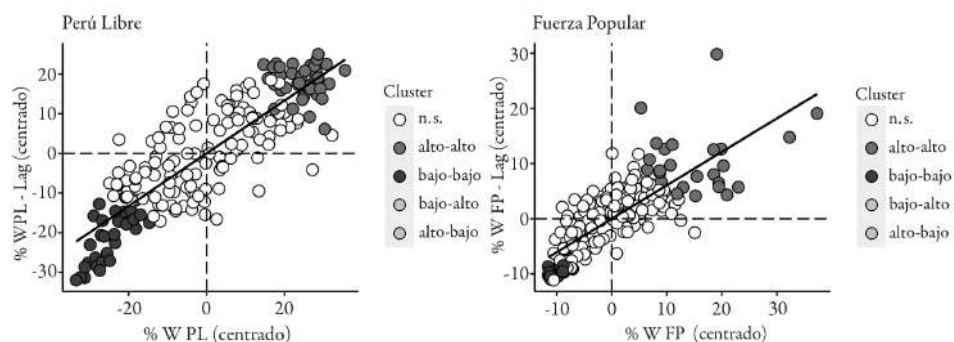 Perú Libre
% W PL - Lag (centrado)
20
10
0
-10
-20
-30
-20
0
20
% W PL (centrado)
Cluster
n.s.
alto-alto
bajo-bajo
bajo-alto
alto-bajo
Fuerza Popular
% W FP - Lag (centrado)
30
20
10
0
-10
-10
0
10
20
30
% W FP (centrado)
Cluster
n.s.
alto-alto
bajo-bajo
bajo-alto
alto-bajo